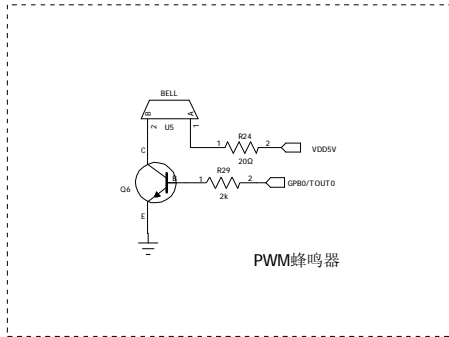 BELL
B
A
2
U5
1
R24
1
2
VDD5V
20Ω
C
R29
Q6
B
1
2
GPB0/TOUT0
2k
E
PWM蜂鸣器